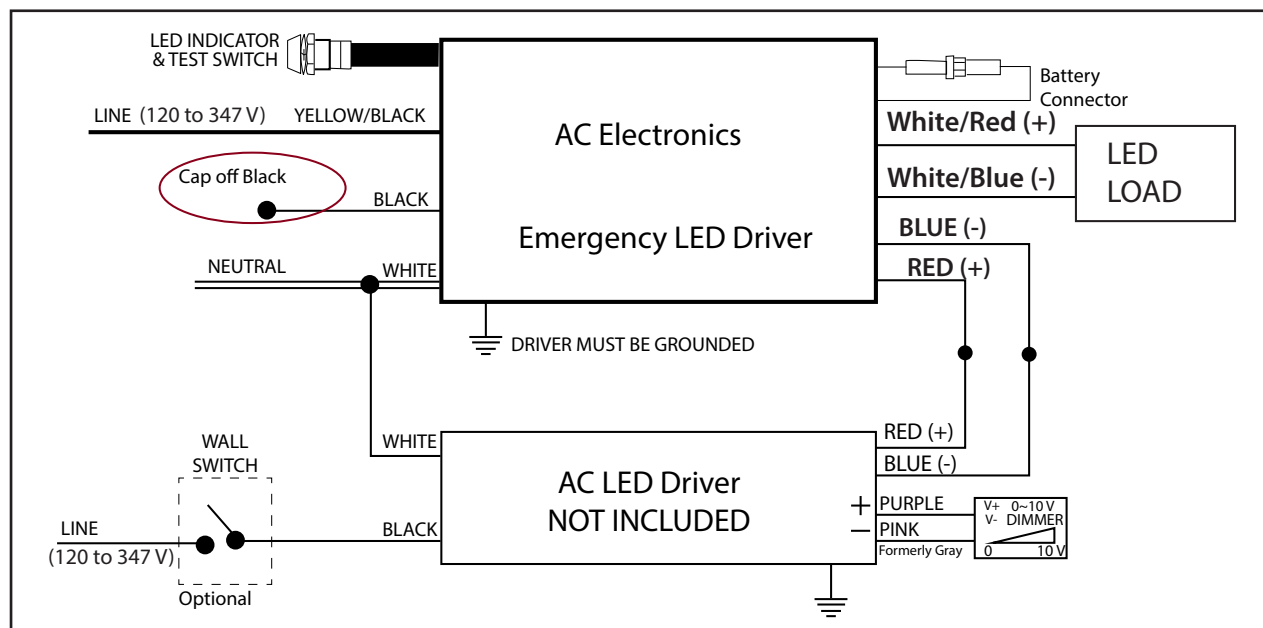 LED INDICATOR
& TEST SWITCH
LINE (120 to 347 V)
YELLOW/BLACK
Cap off Black
BLACK
NEUTRAL
WHITE
AC Electronics
Emergency LED Driver
DRIVER MUST BE GROUNDED
Battery
Connector
White/Red (+)
White/Blue (-)
LED
LOAD
BLUE (-)
RED (+)
WHITE
WALL
SWITCH
LINE
(120 to 347 V)
Optional
BLACK
AC LED Driver
NOT INCLUDED
RED (+)
BLUE (-)
+ PURPLE
− PINK
Formerly Gray
V+ 0~10 V
V- DIMMER
0 10 V